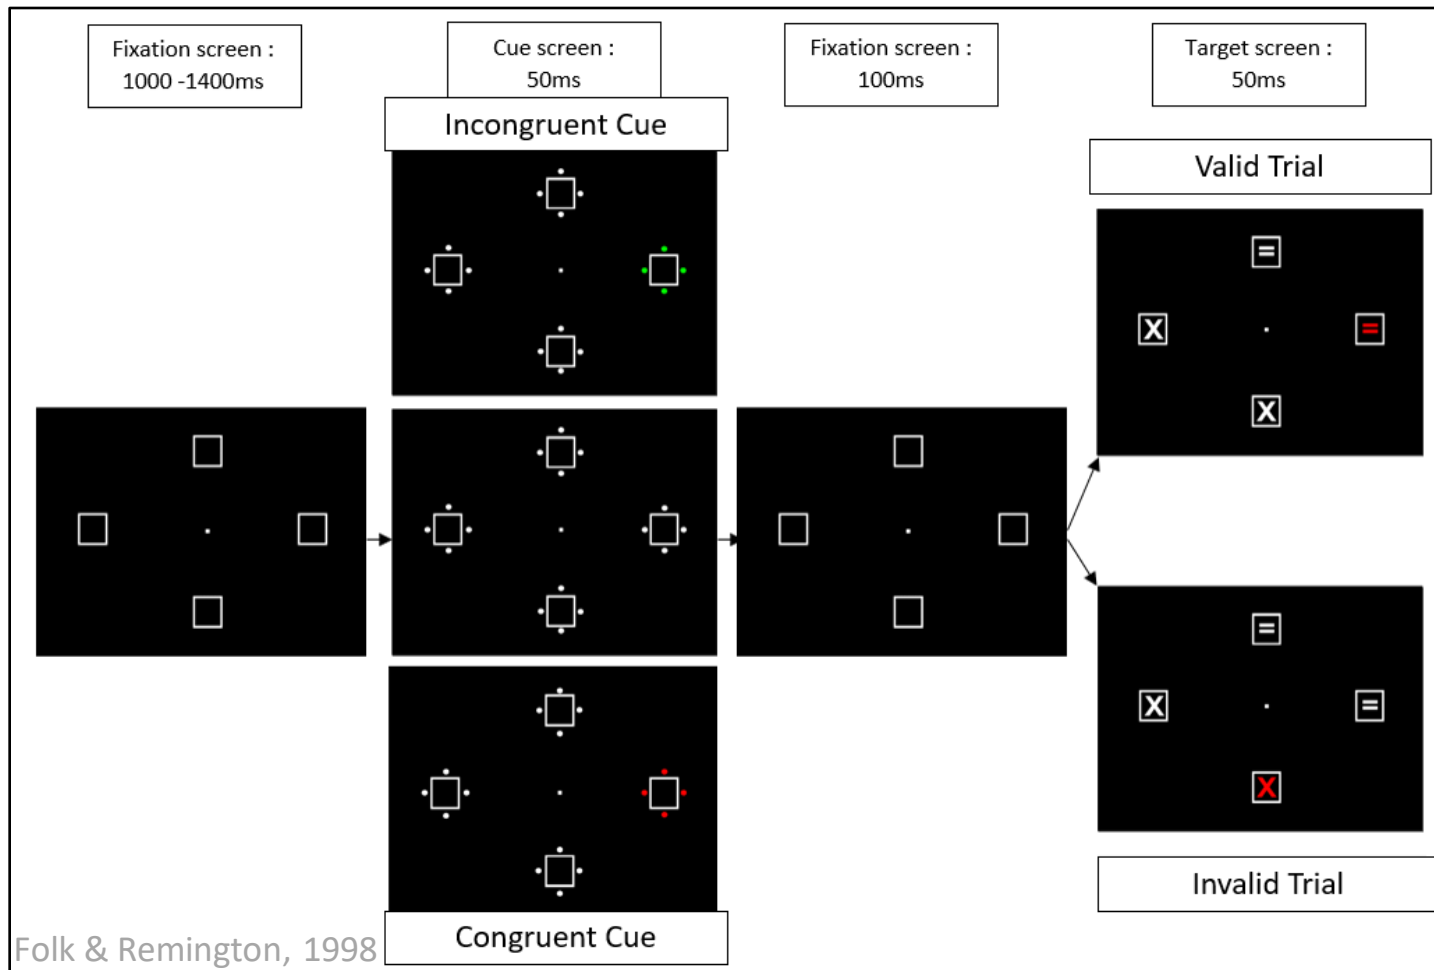 Fixation screen :
1000 -1400ms
Cue screen :
50ms
Fixation screen :
100ms
Target screen :
50ms
Incongruent Cue
Valid Trial
=
X
=
X
=
X
=
X
Invalid Trial
Congruent Cue
Folk & Remington, 1998